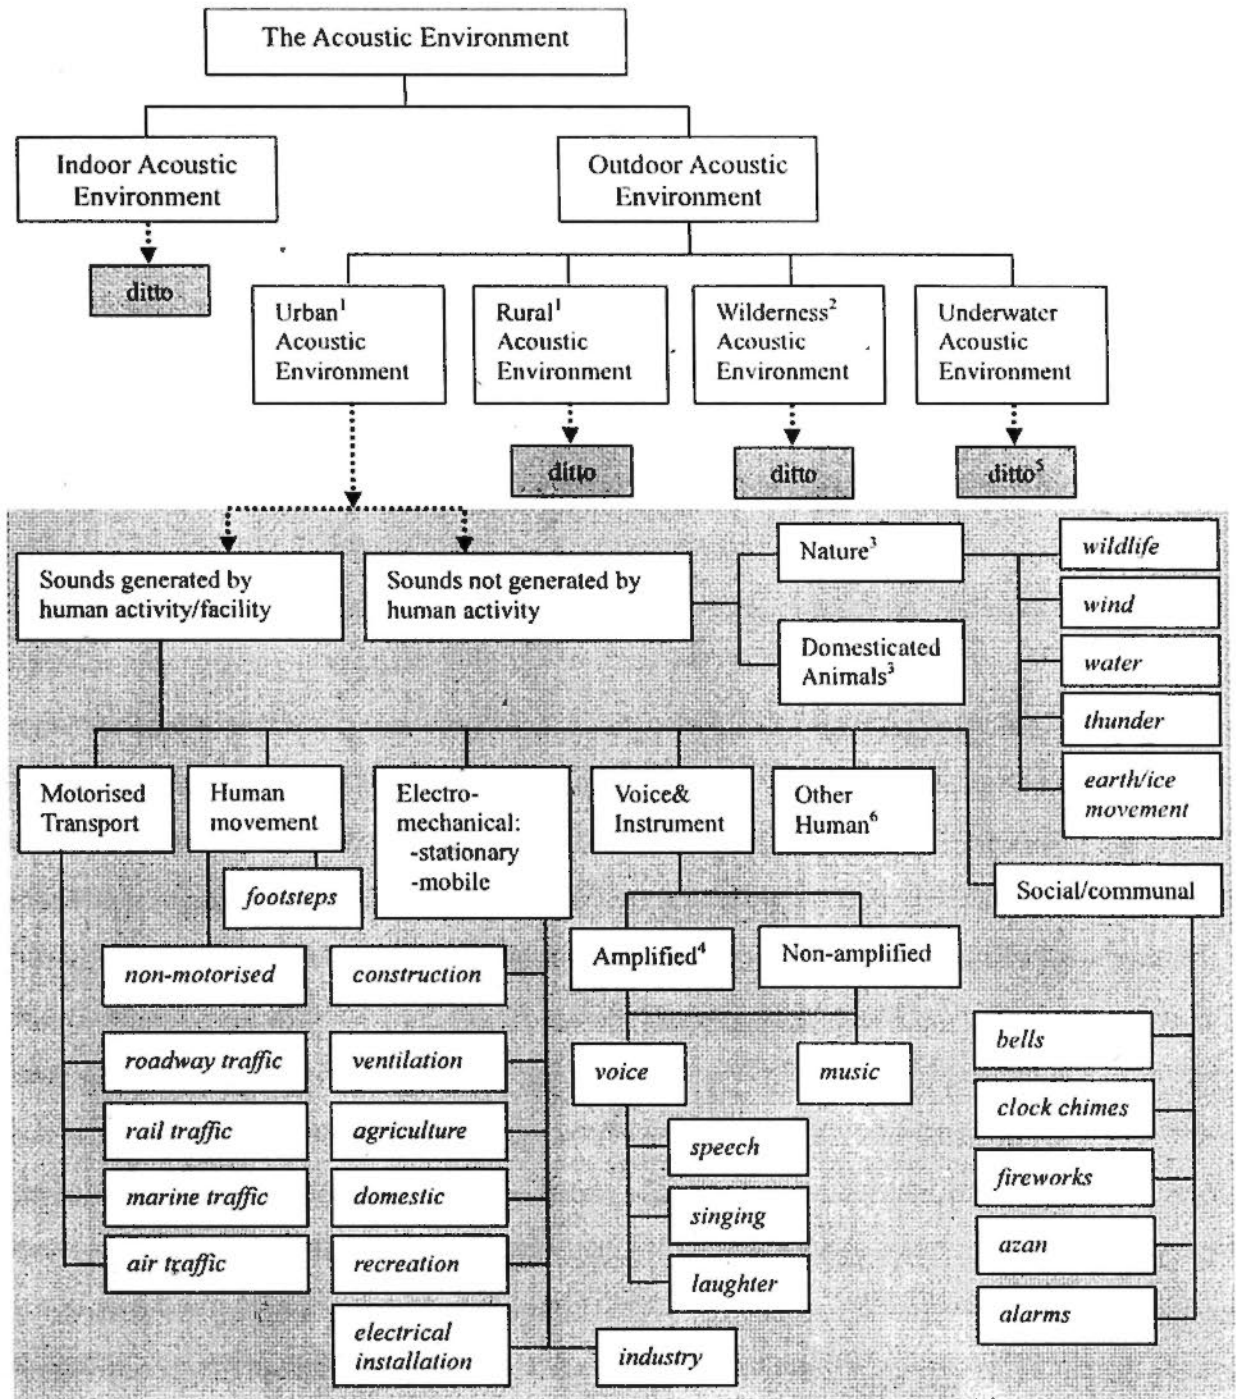 The Acoustic Environment
Indoor Acoustic
Environment
Outdoor Acoustic
Environment
ditto
Urban¹
Acoustic
Environment
Rural¹
Acoustic
Environment
Wilderness²
Acoustic
Environment
Underwater
Acoustic
Environment
ditto
ditto
ditto⁵
Sounds generated by
human activity/facility
Sounds not generated by
human activity
Nature³
Domesticated
Animals³
wildlife
wind
water
thunder
earth/ice
movement
Motorised
Transport
Human
movement
Electro-
mechanical:
-stationary
-mobile
Voice&
Instrument
Other
Human⁶
Social/communal
footsteps
non-motorised
roadway traffic
rail traffic
marine traffic
air traffic
construction
ventilation
agriculture
domestic
recreation
electrical
installation
industry
Amplified⁴
Non-amplified
voice
music
speech
singing
laughter
bells
clock chimes
fireworks
azan
alarms